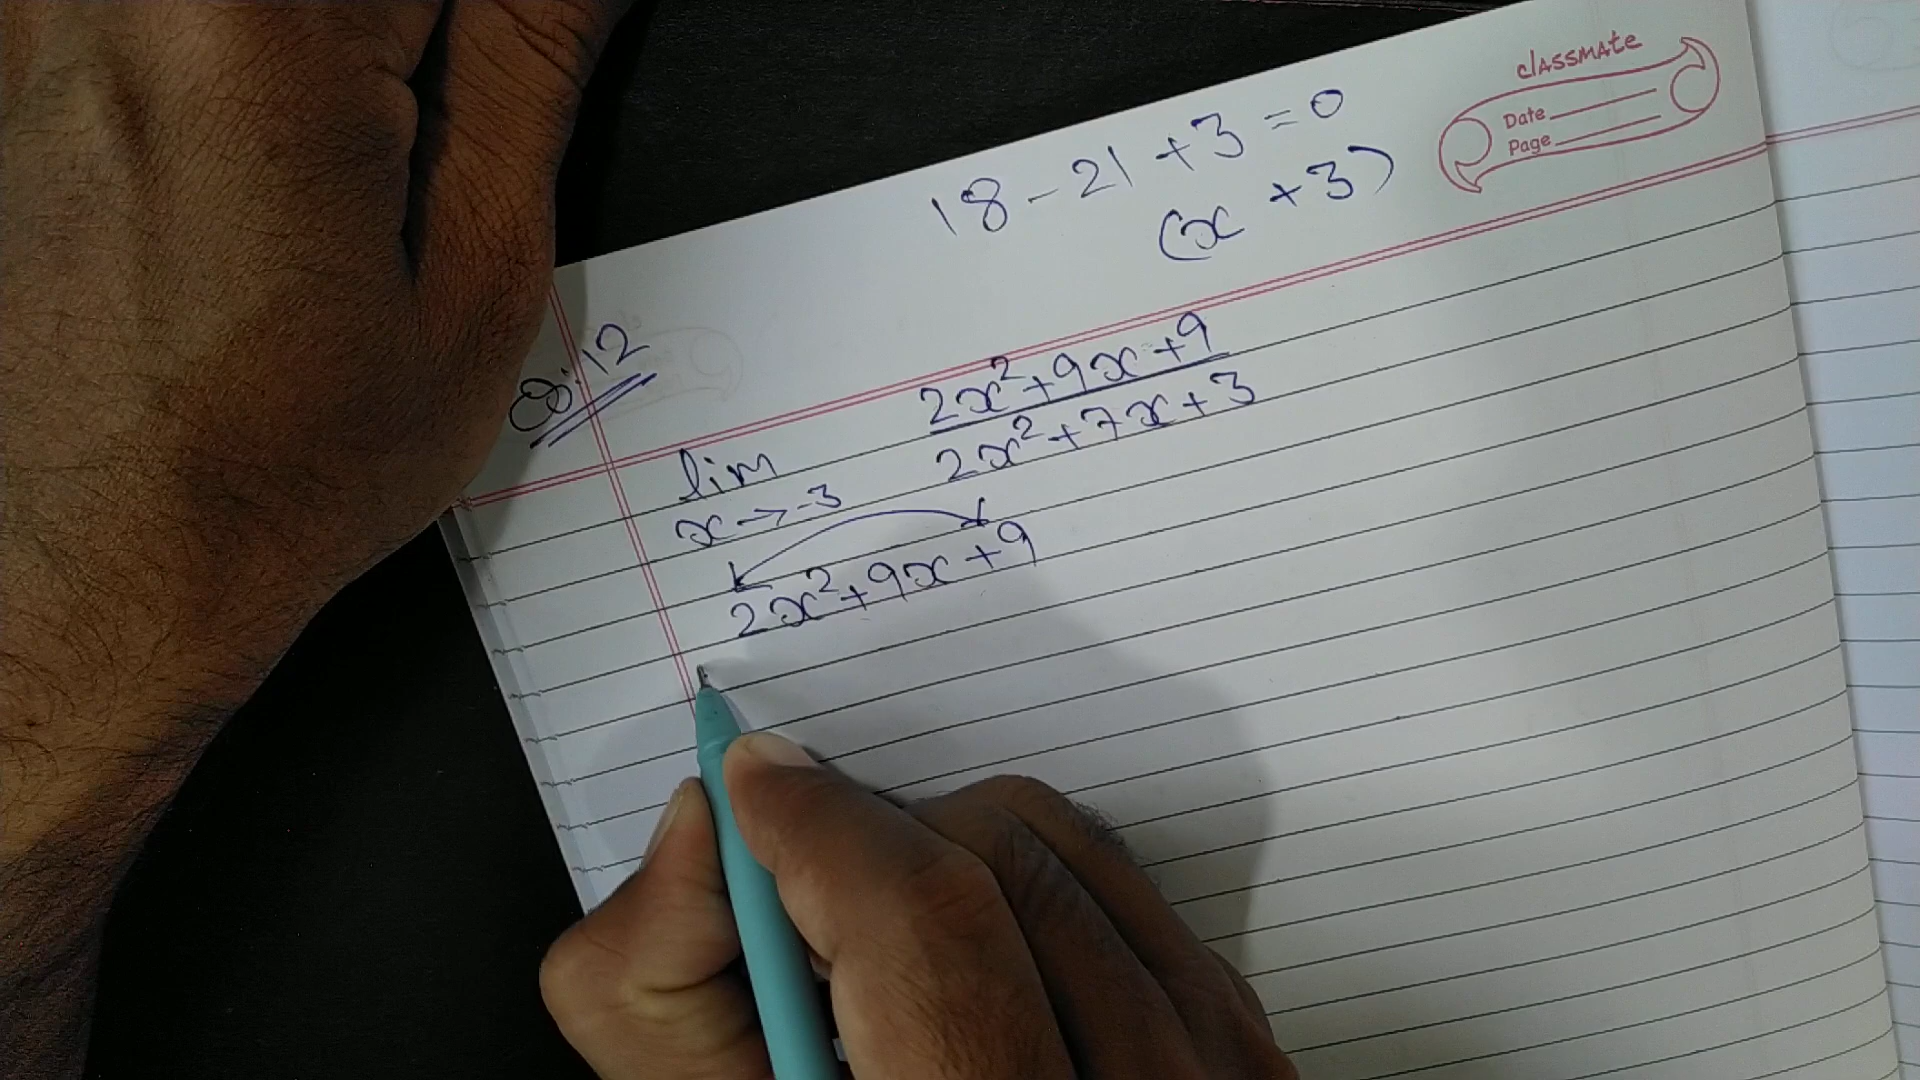 classmate
Date
Page
18 - 21 + 3 = 0
(x + 3)
Q:12
lim x → -3 (2x² + 9x + 9) / (2x² + 7x + 3)
2x² + 9x + 9